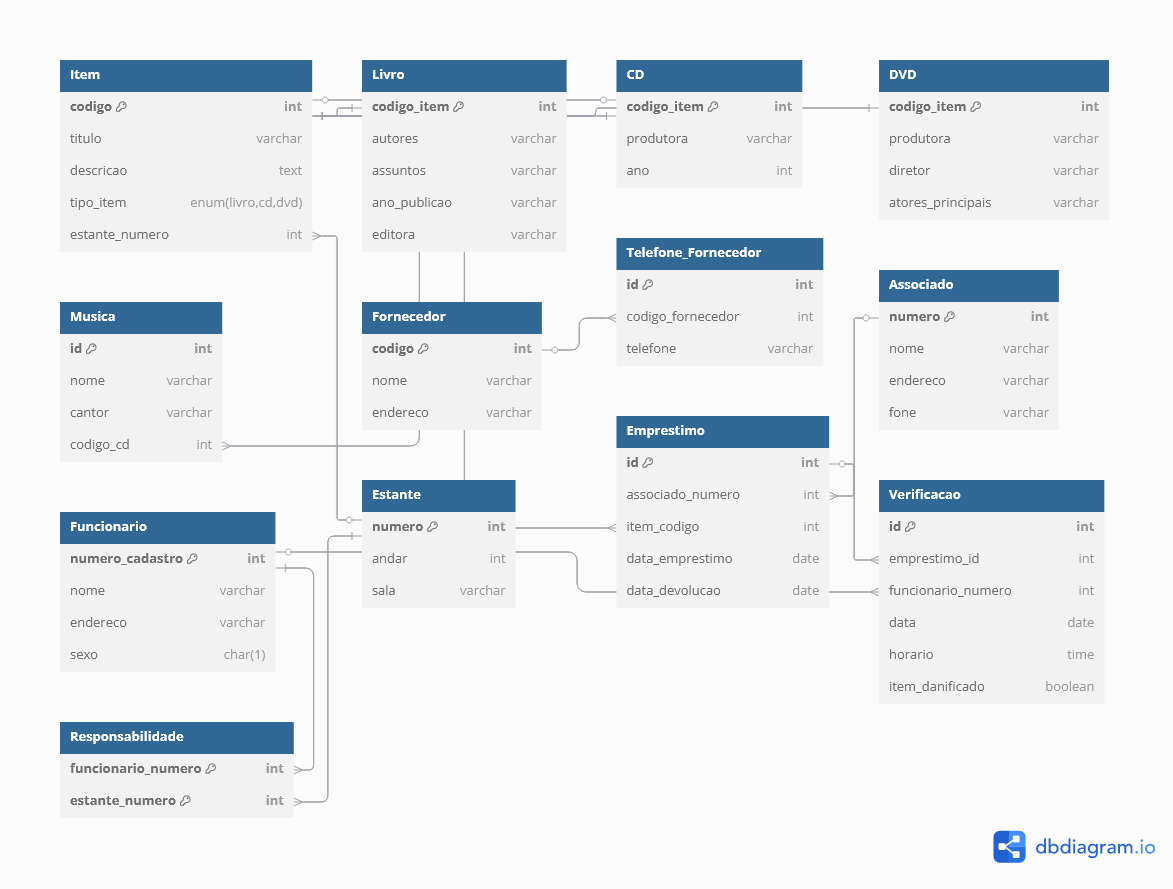 Item
codigo int
titulo varchar
descricao text
tipo_item enum(livro,cd,dvd)
estante_numero int
Livro
codigo_item int
autores varchar
assuntos varchar
ano_publicao varchar
editora varchar
CD
codigo_item int
produtora varchar
ano int
DVD
codigo_item int
produtora varchar
diretor varchar
atores_principais varchar
Musica
id int
nome varchar
cantor varchar
codigo_cd int
Fornecedor
codigo int
nome varchar
endereco varchar
Telefone_Fornecedor
id int
codigo_fornecedor int
telefone varchar
Associado
numero int
nome varchar
endereco varchar
fone varchar
Funcionario
numero_cadastro int
nome varchar
endereco varchar
sexo char(1)
Estante
numero int
andar int
sala varchar
Emprestimo
id int
associado_numero int
item_codigo int
data_emprestimo date
data_devolucao date
Verificacao
id int
emprestimo_id int
funcionario_numero int
data date
horario time
item_danificado boolean
Responsabilidade
funcionario_numero int
estante_numero int
dbdiagram.io